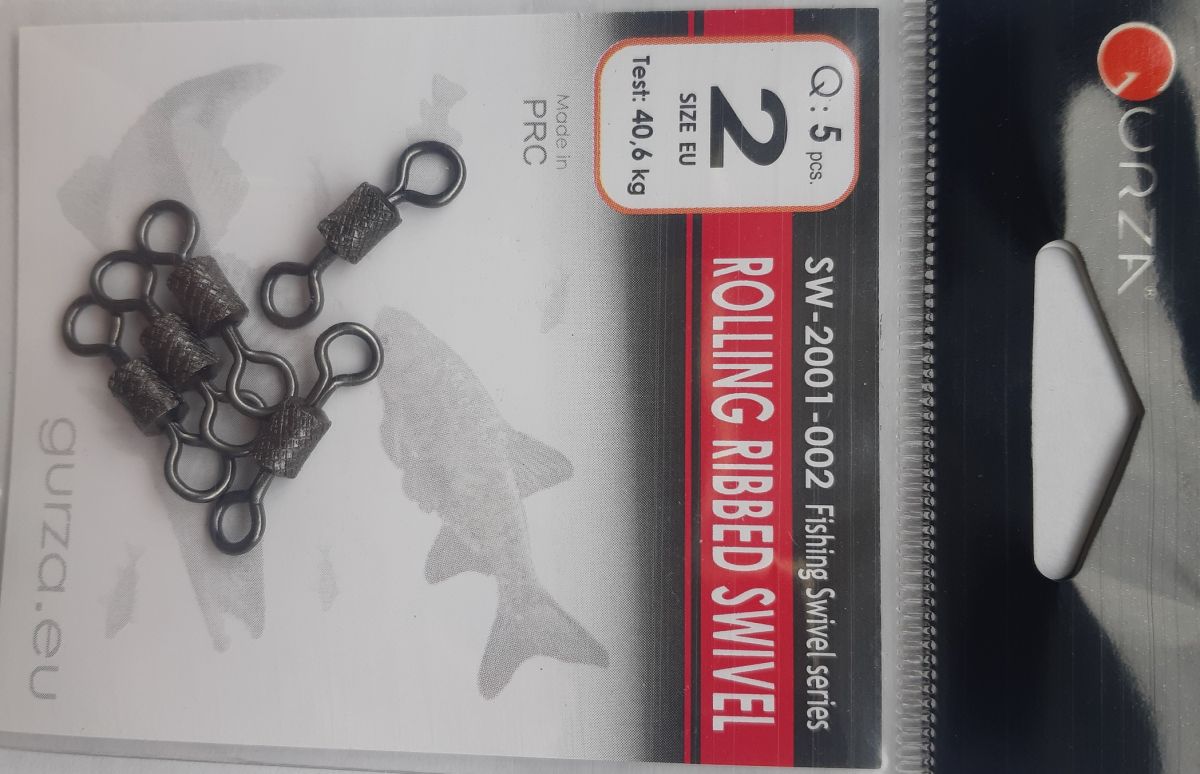 GURZA®
Q: 5 pcs.
2
SIZE EU
Test: 40,6 kg
SW-2001-002 Fishing Swivel series
ROLLING RIBBED SWIVEL
Made in
PRC
gurza.eu